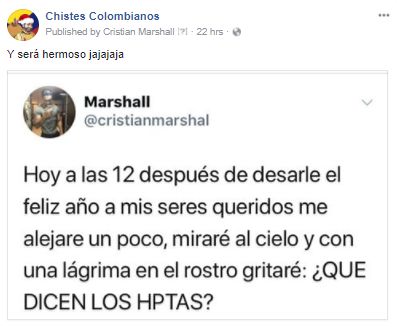 Chistes Colombianos
Published by Cristian Marshall [?] · 22 hrs ·
Y será hermoso jajajaja
Marshall
@cristianmarshal
Hoy a las 12 después de desarle el
feliz año a mis seres queridos me
alejare un poco, miraré al cielo y con
una lágrima en el rostro gritaré: ¿QUE
DICEN LOS HPTAS?